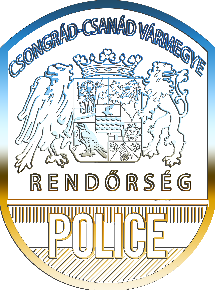 CSONGRÁD-CSANÁD VÁRMEGYE
RENDŐRSÉG
POLICE